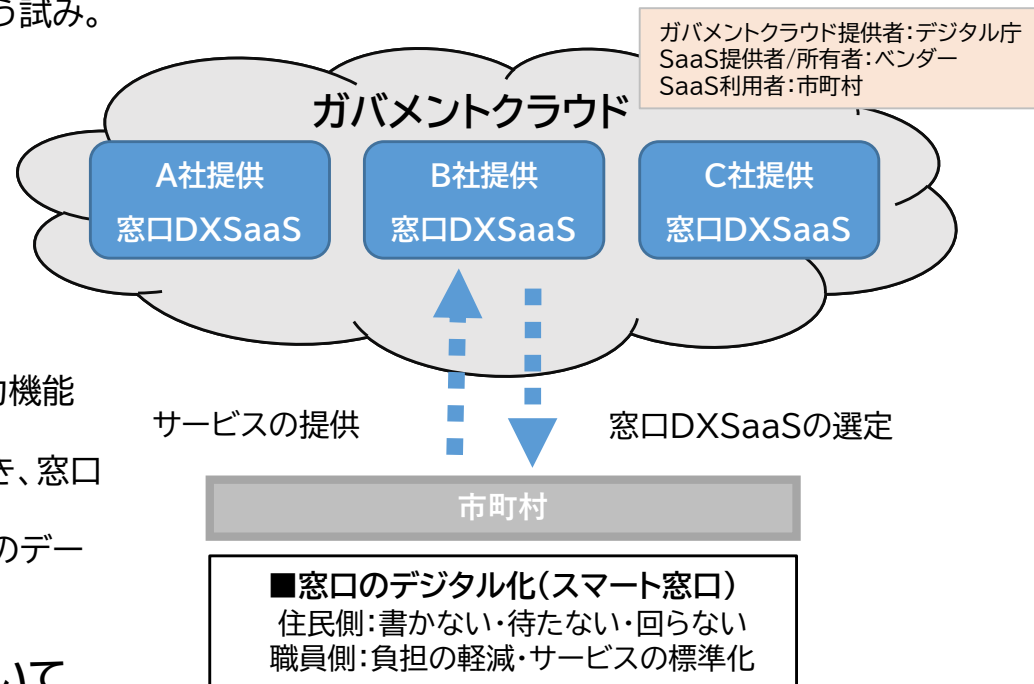 う試み。
ガバメントクラウド提供者：デジタル庁
SaaS提供者/所有者：ベンダー
SaaS利用者：市町村
ガバメントクラウド
A社提供
窓口DXSaaS
B社提供
窓口DXSaaS
C社提供
窓口DXSaaS
機能
サービスの提供
窓口DXSaaSの選定
き、窓口
市町村
のデー
■窓口のデジタル化（スマート窓口）
住民側：書かない・待たない・回らない
職員側：負担の軽減・サービスの標準化
いて